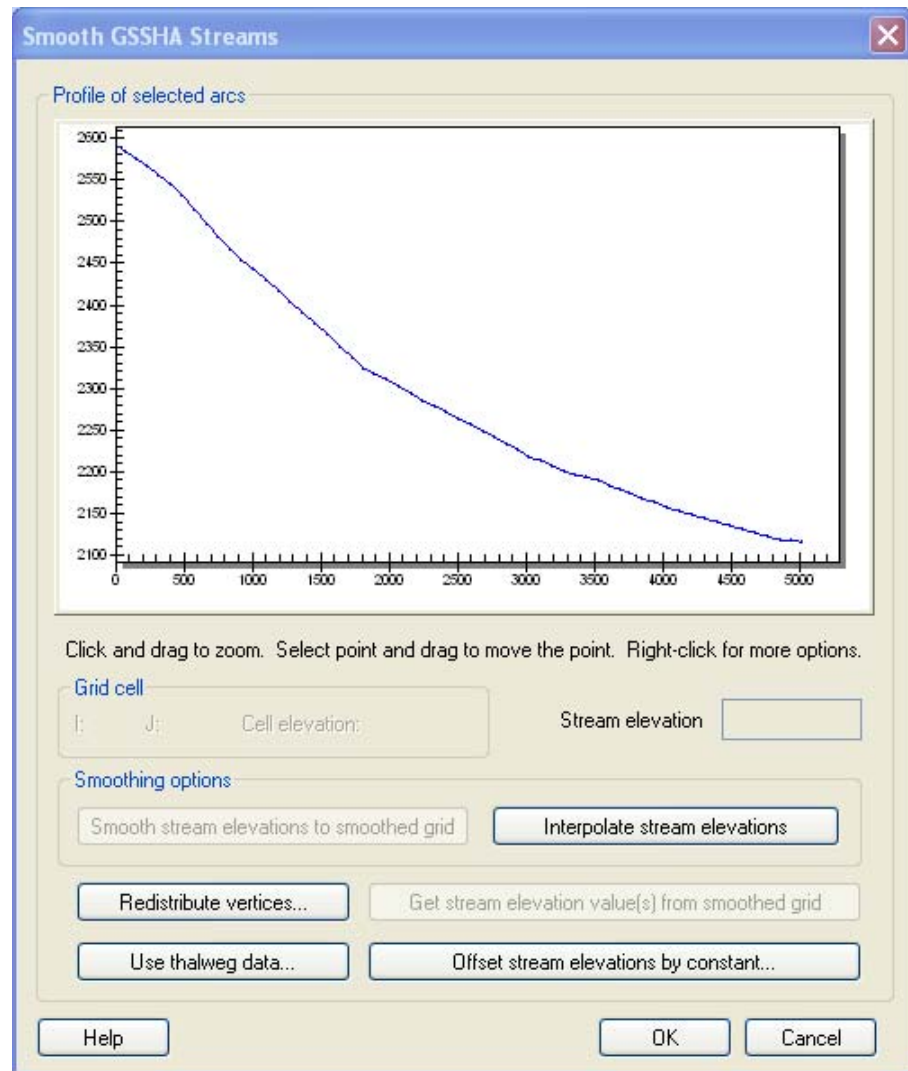 Smooth GSSHA Streams
Profile of selected arcs
2600
2550
2500
2450
2400
2350
2300
2250
2200
2150
2100
0 500 1000 1500 2000 2500 3000 3500 4000 4500 5000
Click and drag to zoom. Select point and drag to move the point. Right-click for more options.
Grid cell
I: J: Cell elevation:
Stream elevation
Smoothing options
Smooth stream elevations to smoothed grid
Interpolate stream elevations
Redistribute vertices...
Get stream elevation value(s) from smoothed grid
Use thalweg data...
Offset stream elevations by constant...
Help
OK
Cancel